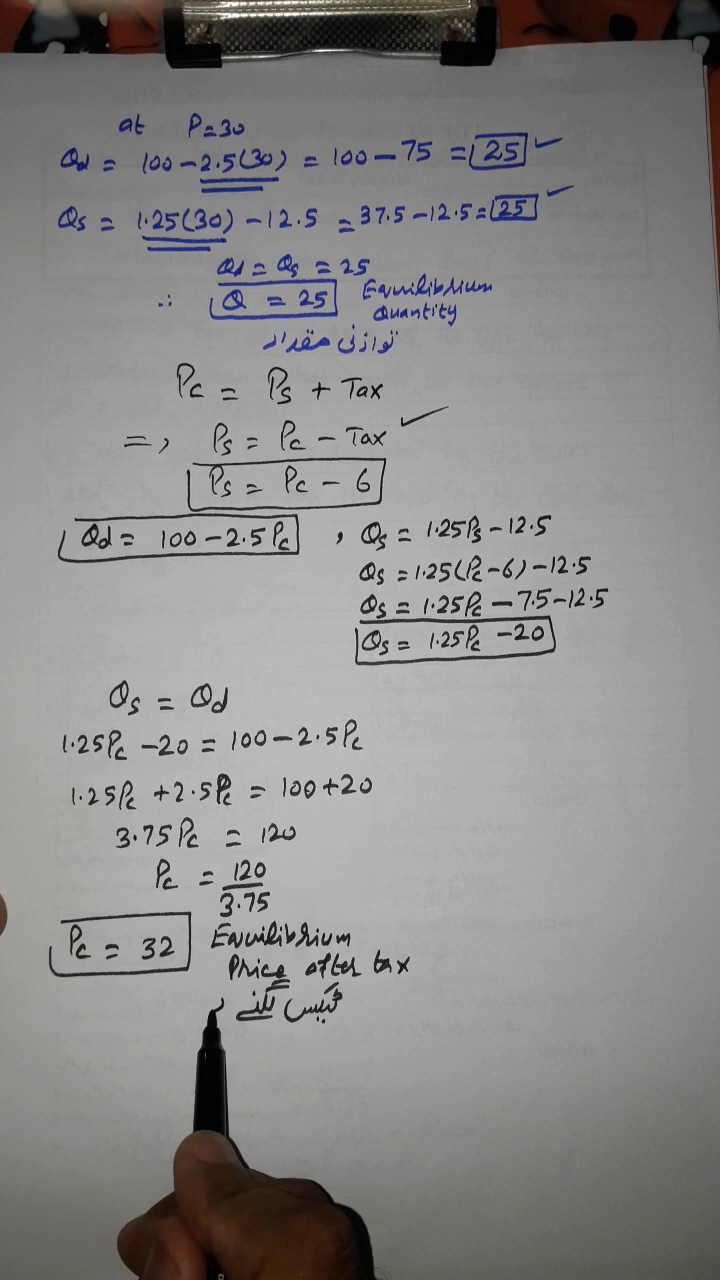 at P=30
Qd = 100 - 2.5(30) = 100 - 75 = 25 ✓
Qs = 1.25(30) - 12.5 = 37.5 - 12.5 = 25 ✓
Qd = Qs = 25
∴ Q = 25 Equilibrium
Quantity
توازنی مقدار
Pc = Ps + Tax
=> Ps = Pc - Tax ✓
Ps = Pc - 6
Qd = 100 - 2.5Pc , Qs = 1.25Ps - 12.5
Qs = 1.25(Pc - 6) - 12.5
Qs = 1.25Pc - 7.5 - 12.5
Qs = 1.25Pc - 20
Qs = Qd
1.25Pc - 20 = 100 - 2.5Pc
1.25Pc + 2.5Pc = 100 + 20
3.75Pc = 120
Pc = 120
3.75
Pc = 32 Equilibrium
Price after tax
ٹیکس لگنے